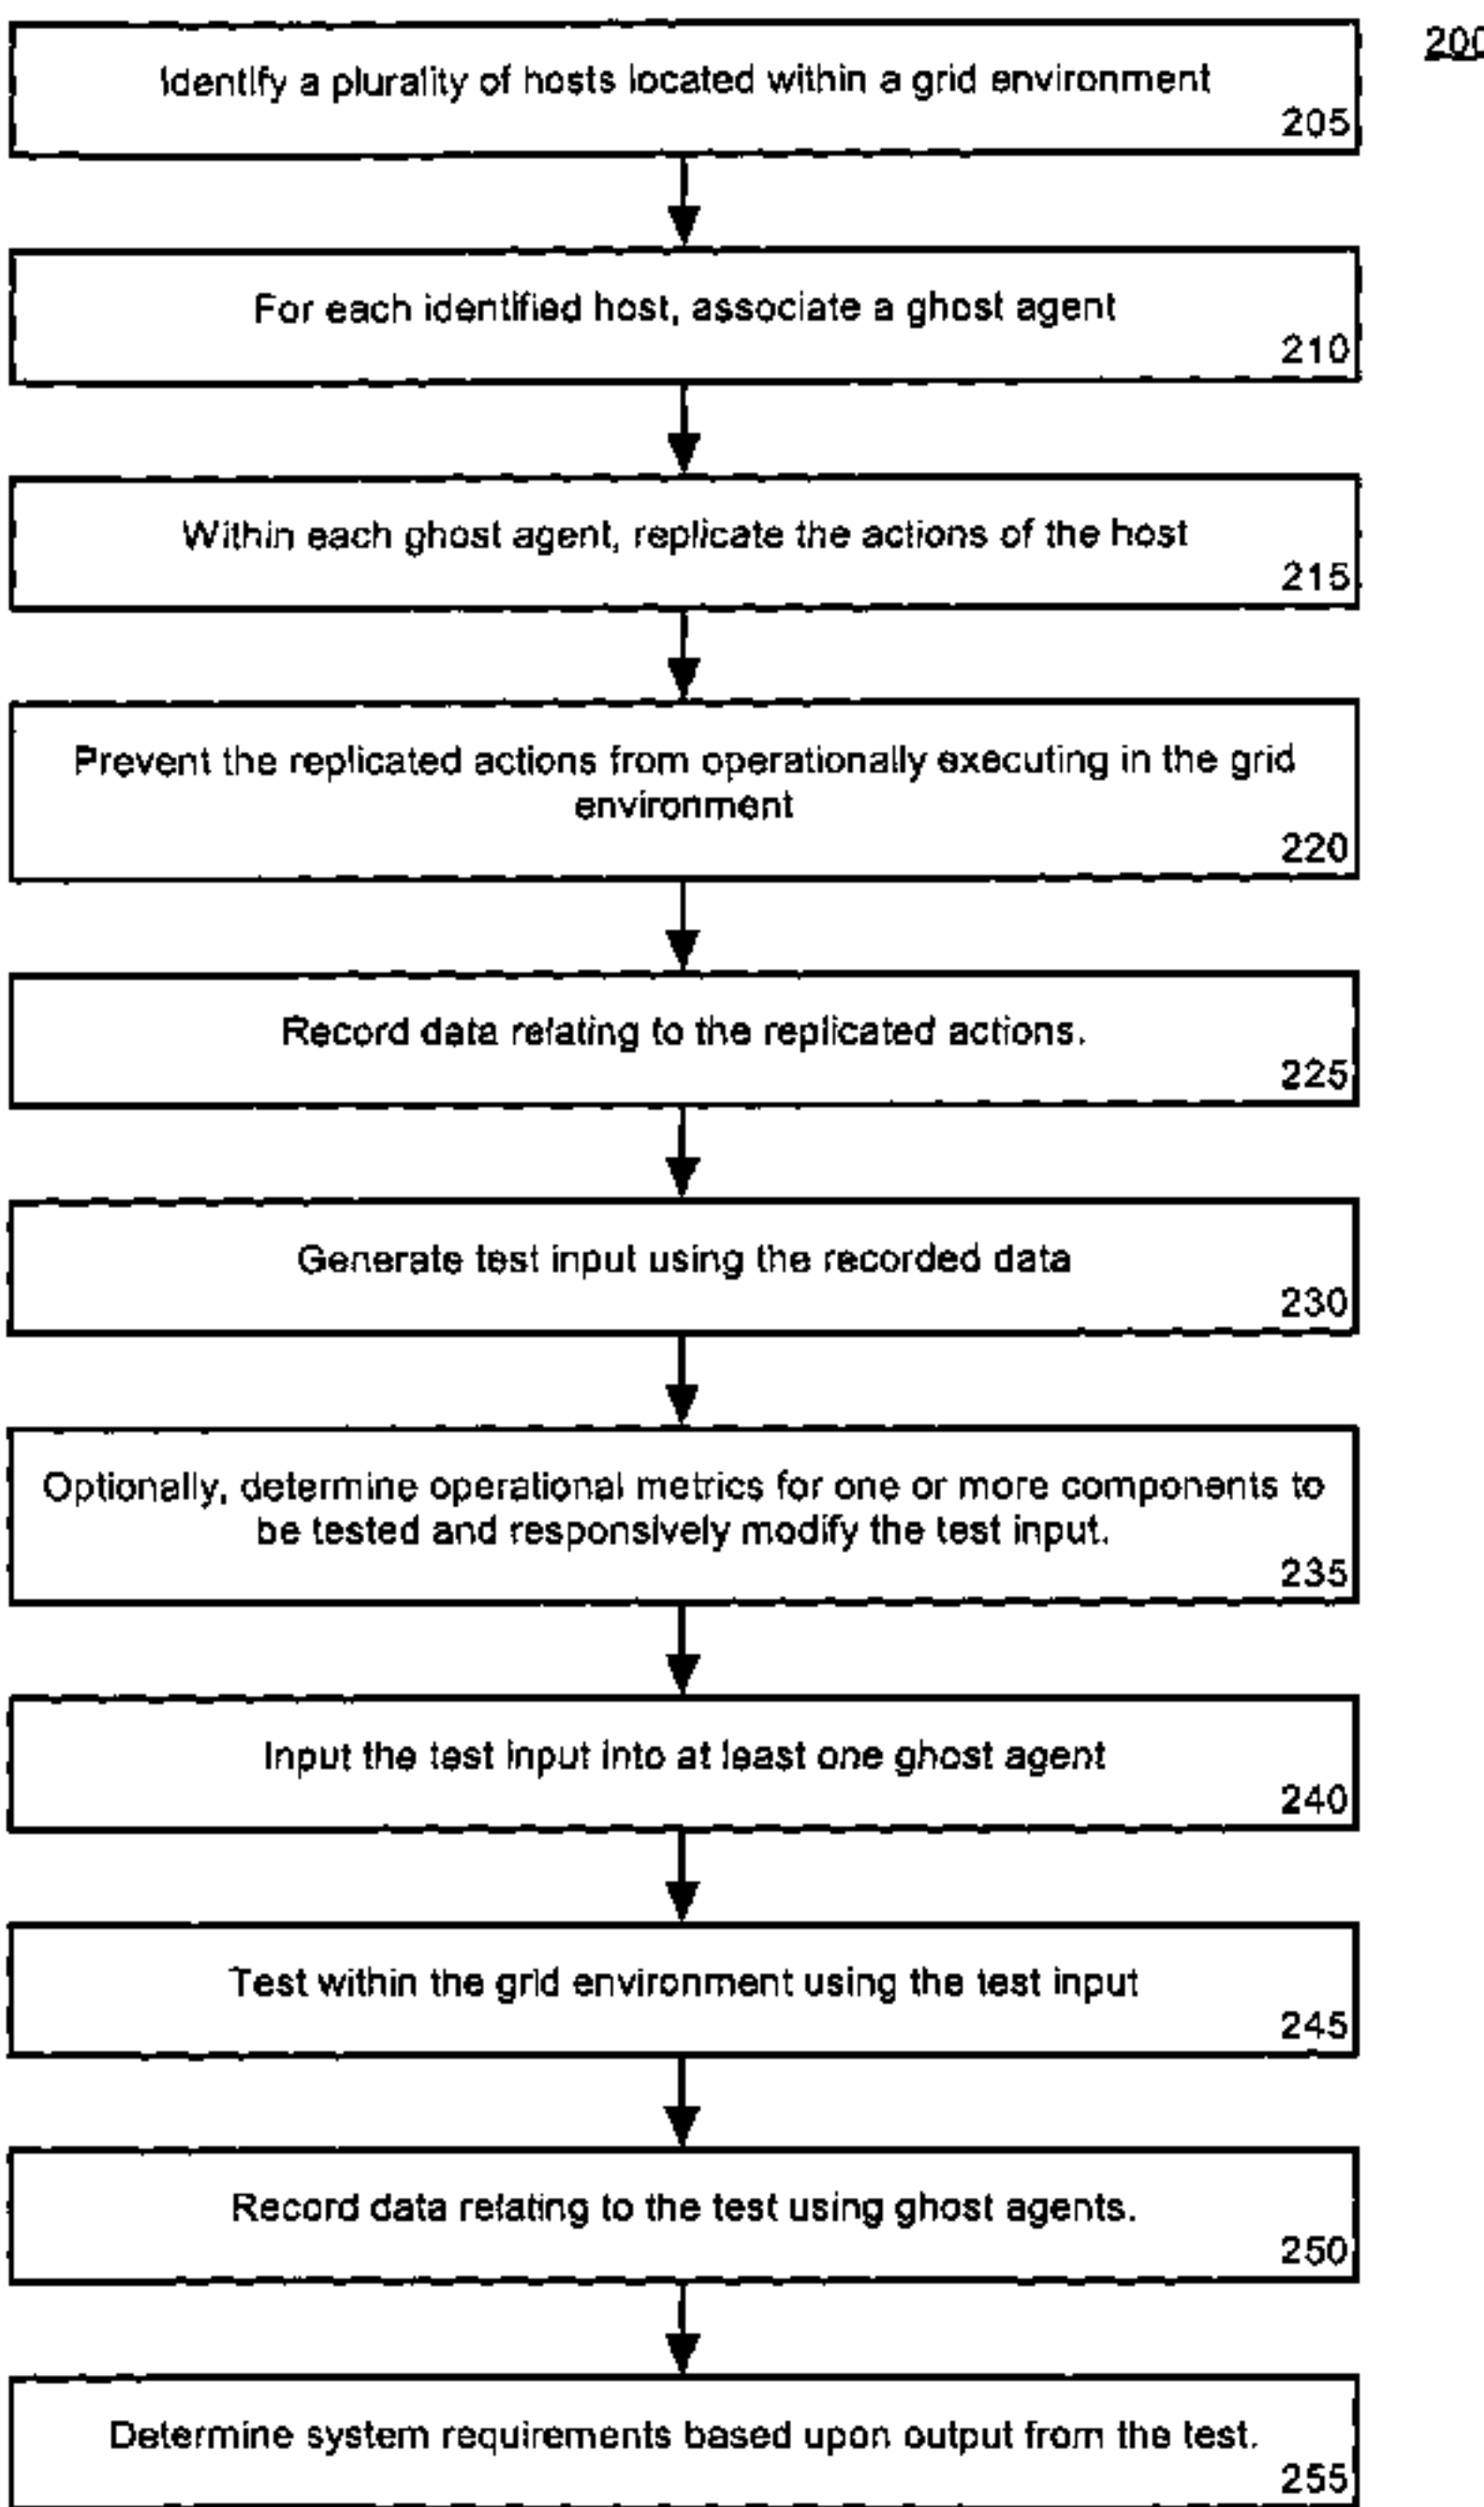 200
Identify a plurality of hosts located within a grid environment
205
For each identified host, associate a ghost agent
210
Within each ghost agent, replicate the actions of the host
215
Prevent the replicated actions from operationally executing in the grid
environment
220
Record data relating to the replicated actions.
225
Generate test input using the recorded data
230
Optionally, determine operational metrics for one or more components to
be tested and responsively modify the test input.
235
Input the test input into at least one ghost agent
240
Test within the grid environment using the test input
245
Record data relating to the test using ghost agents.
250
Determine system requirements based upon output from the test.
255